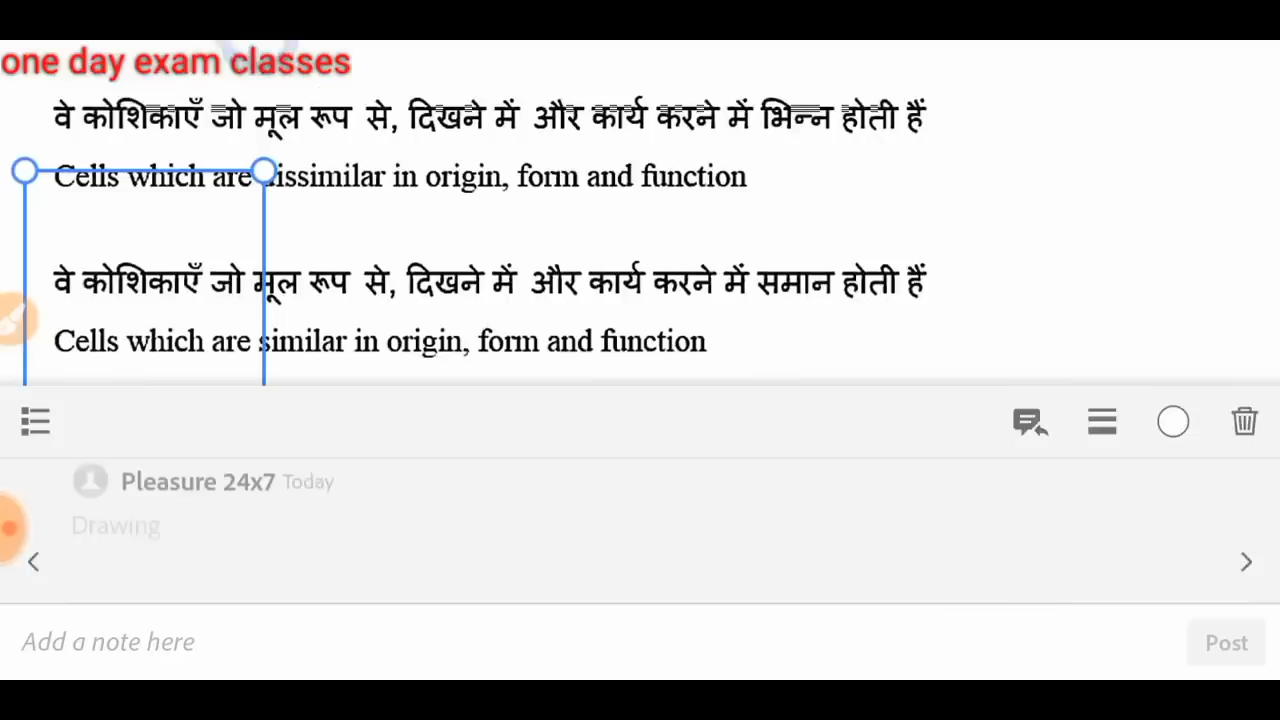 one day exam classes
वे कोशिकाएँ जो मूल रूप से, दिखने में और कार्य करने में भिन्न होती हैं
Cells which are dissimilar in origin, form and function
वे कोशिकाएँ जो मूल रूप से, दिखने में और कार्य करने में समान होती हैं
Cells which are similar in origin, form and function
Pleasure 24x7 Today
Drawing
Add a note here
Post